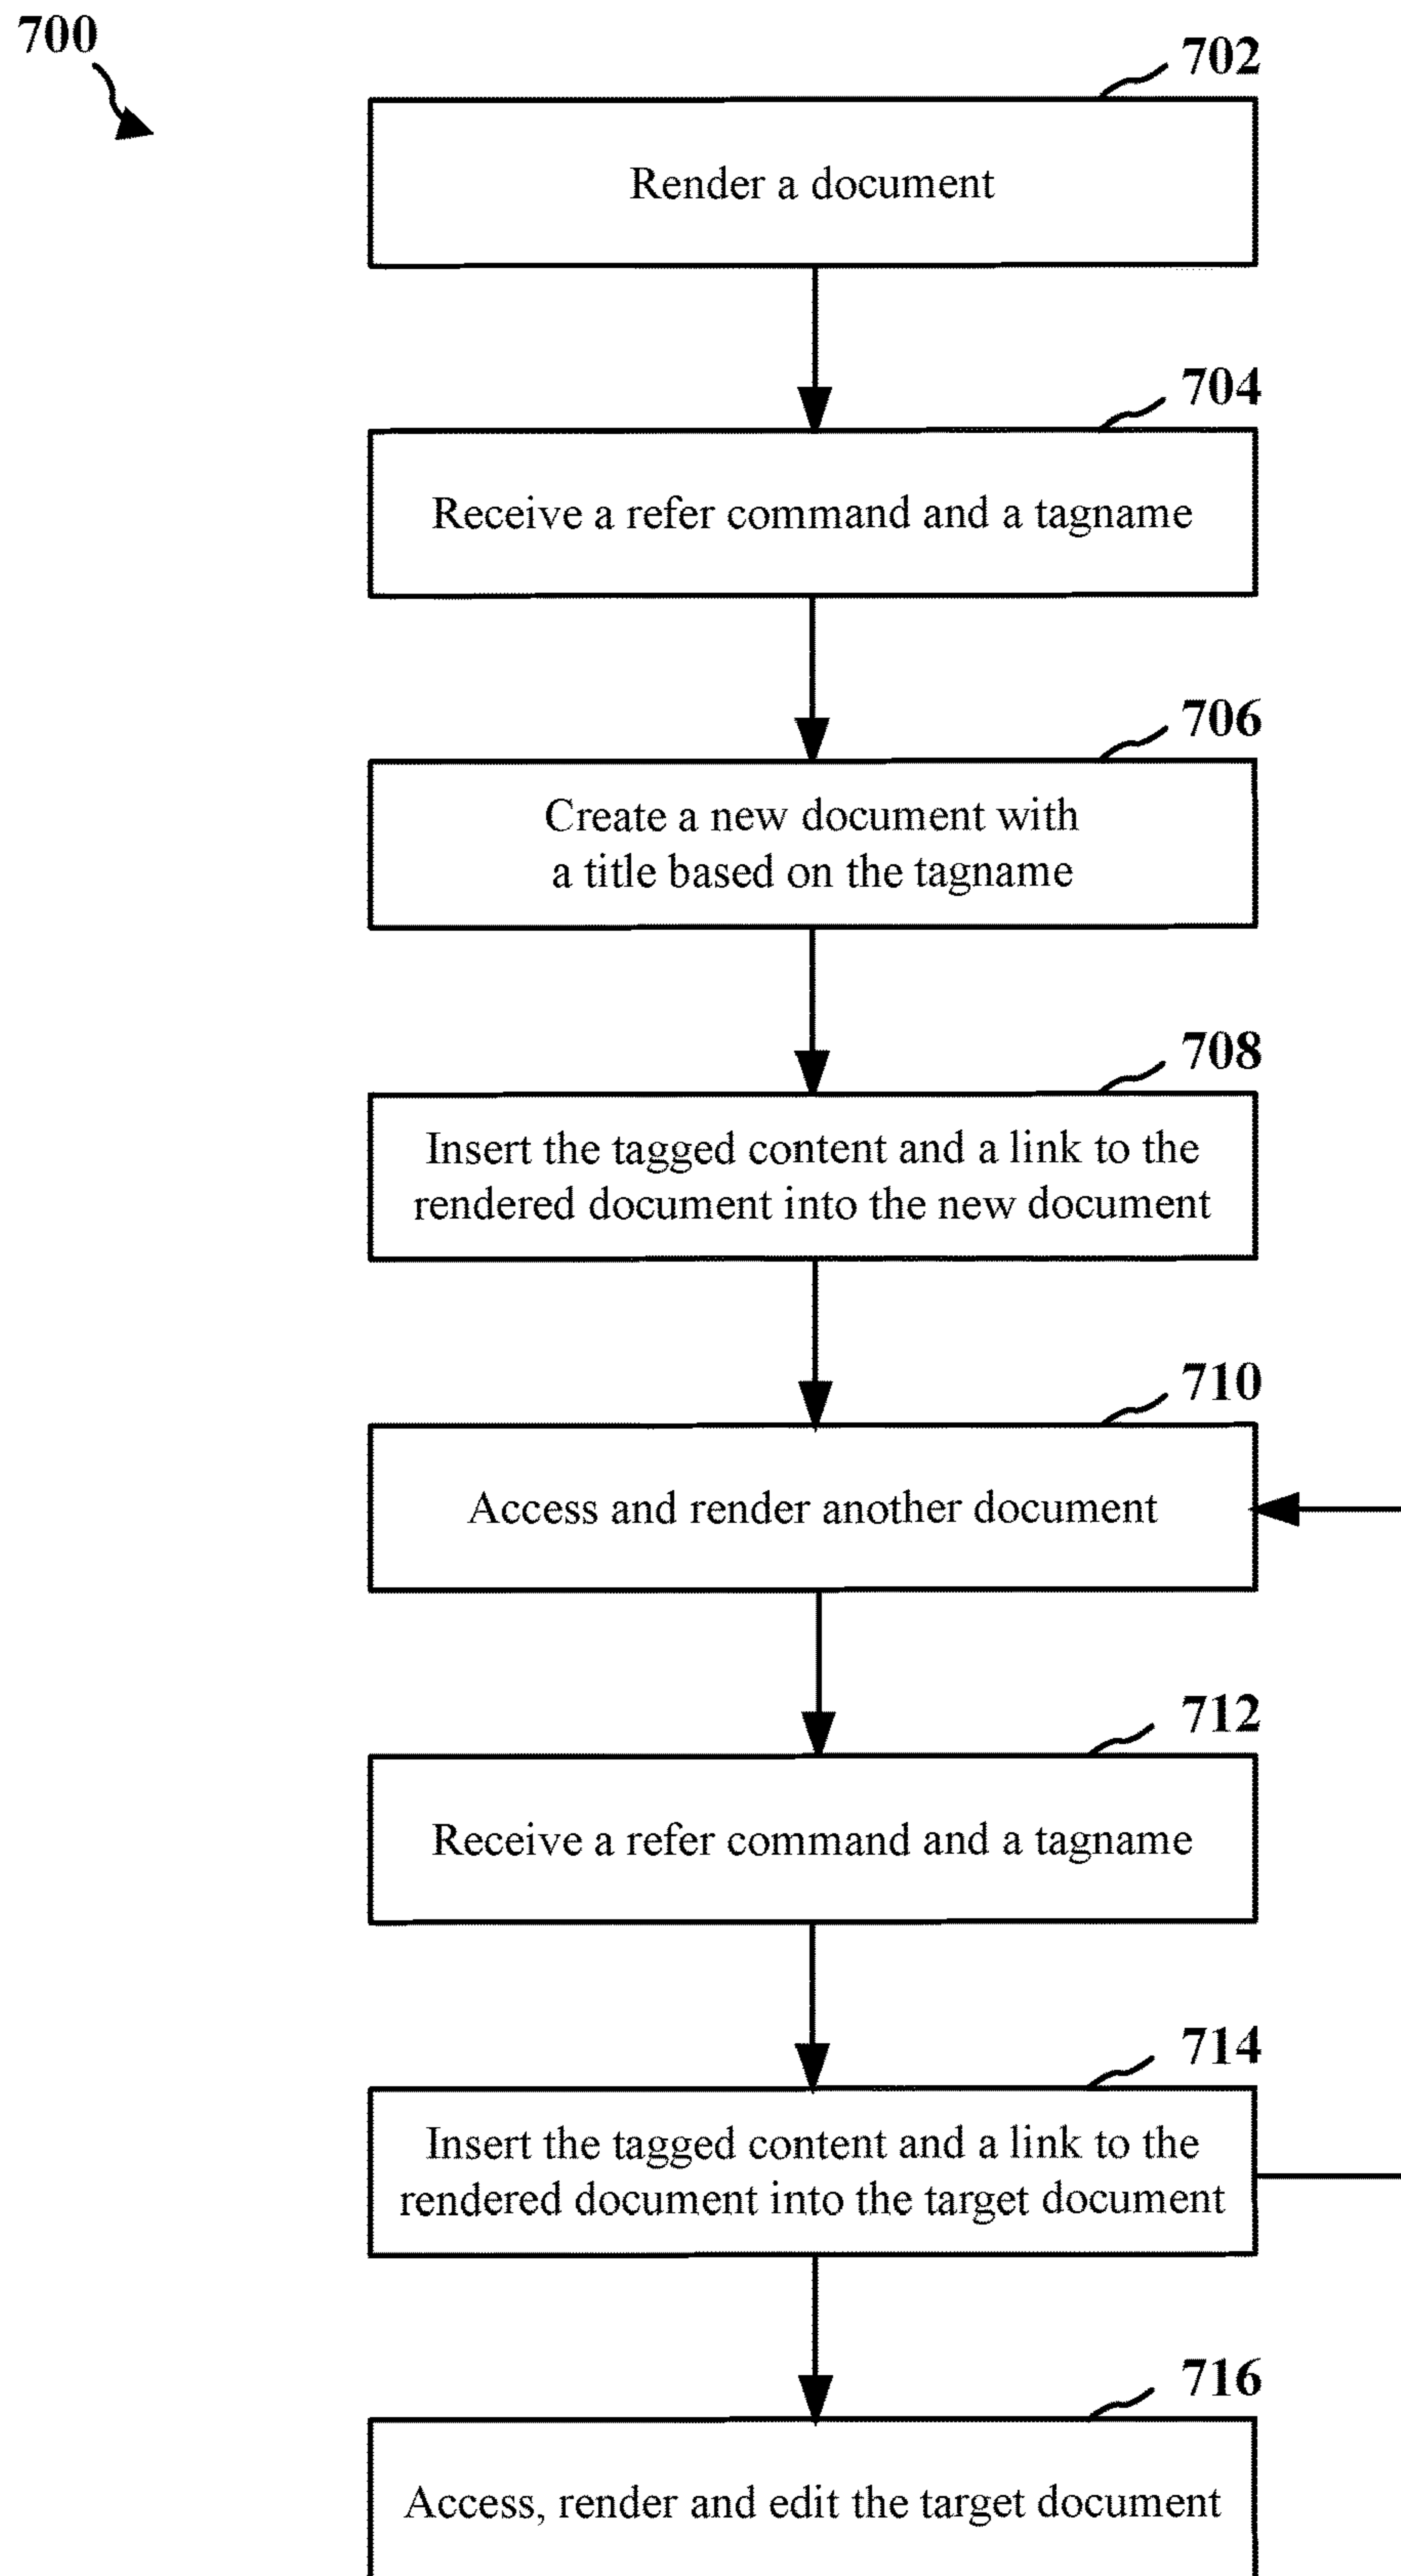 700
702
Render a document
704
Receive a refer command and a tagname
706
Create a new document with
a title based on the tagname
708
Insert the tagged content and a link to the
rendered document into the new document
710
Access and render another document
712
Receive a refer command and a tagname
714
Insert the tagged content and a link to the
rendered document into the target document
716
Access, render and edit the target document